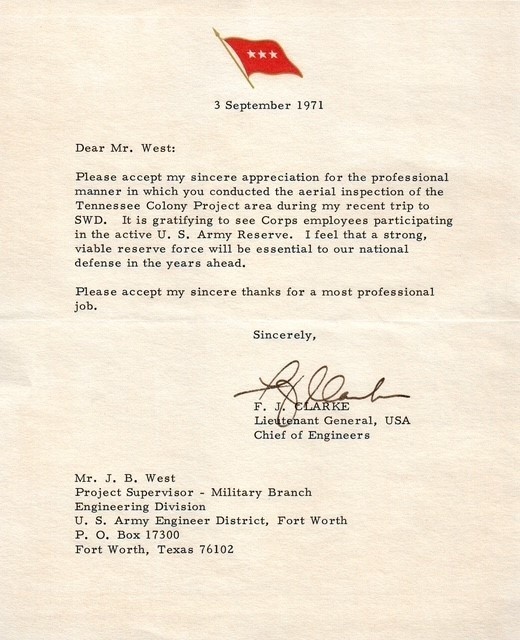 3 September 1971
Dear Mr. West:
Please accept my sincere appreciation for the professional
manner in which you conducted the aerial inspection of the
Tennessee Colony Project area during my recent trip to
SWD. It is gratifying to see Corps employees participating
in the active U. S. Army Reserve. I feel that a strong,
viable reserve force will be essential to our national
defense in the years ahead.
Please accept my sincere thanks for a most professional
job.
Sincerely,
F. J. Clarke
F. J. CLARKE
Lieutenant General, USA
Chief of Engineers
Mr. J. B. West
Project Supervisor - Military Branch
Engineering Division
U. S. Army Engineer District, Fort Worth
P. O. Box 17300
Fort Worth, Texas 76102